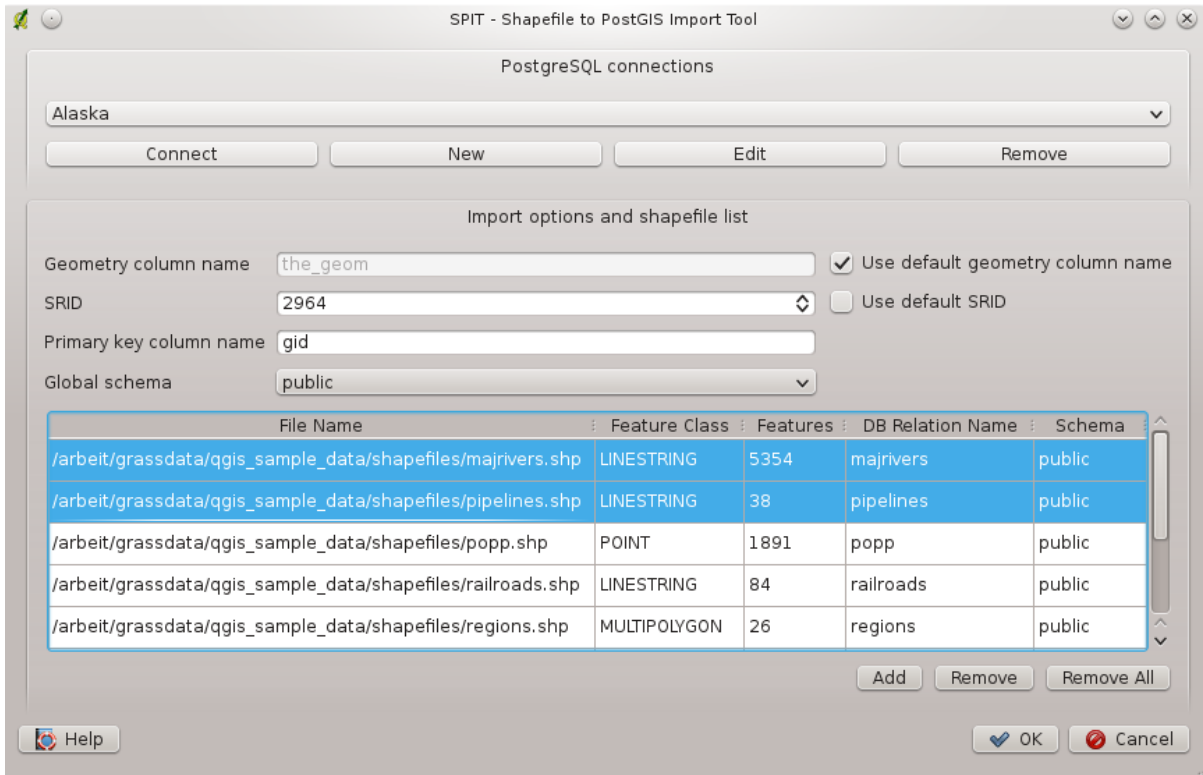 SPIT - Shapefile to PostGIS Import Tool
PostgreSQL connections
Alaska
Connect New Edit Remove
Import options and shapefile list
Geometry column name the_geom Use default geometry column name
SRID 2964 Use default SRID
Primary key column name gid
Global schema public
File Name Feature Class Features DB Relation Name Schema
/arbeit/grassdata/qgis_sample_data/shapefiles/majrivers.shp LINESTRING 5354 majrivers public
/arbeit/grassdata/qgis_sample_data/shapefiles/pipelines.shp LINESTRING 38 pipelines public
/arbeit/grassdata/qgis_sample_data/shapefiles/popp.shp POINT 1891 popp public
/arbeit/grassdata/qgis_sample_data/shapefiles/railroads.shp LINESTRING 84 railroads public
/arbeit/grassdata/qgis_sample_data/shapefiles/regions.shp MULTIPOLYGON 26 regions public
Add Remove Remove All
Help OK Cancel